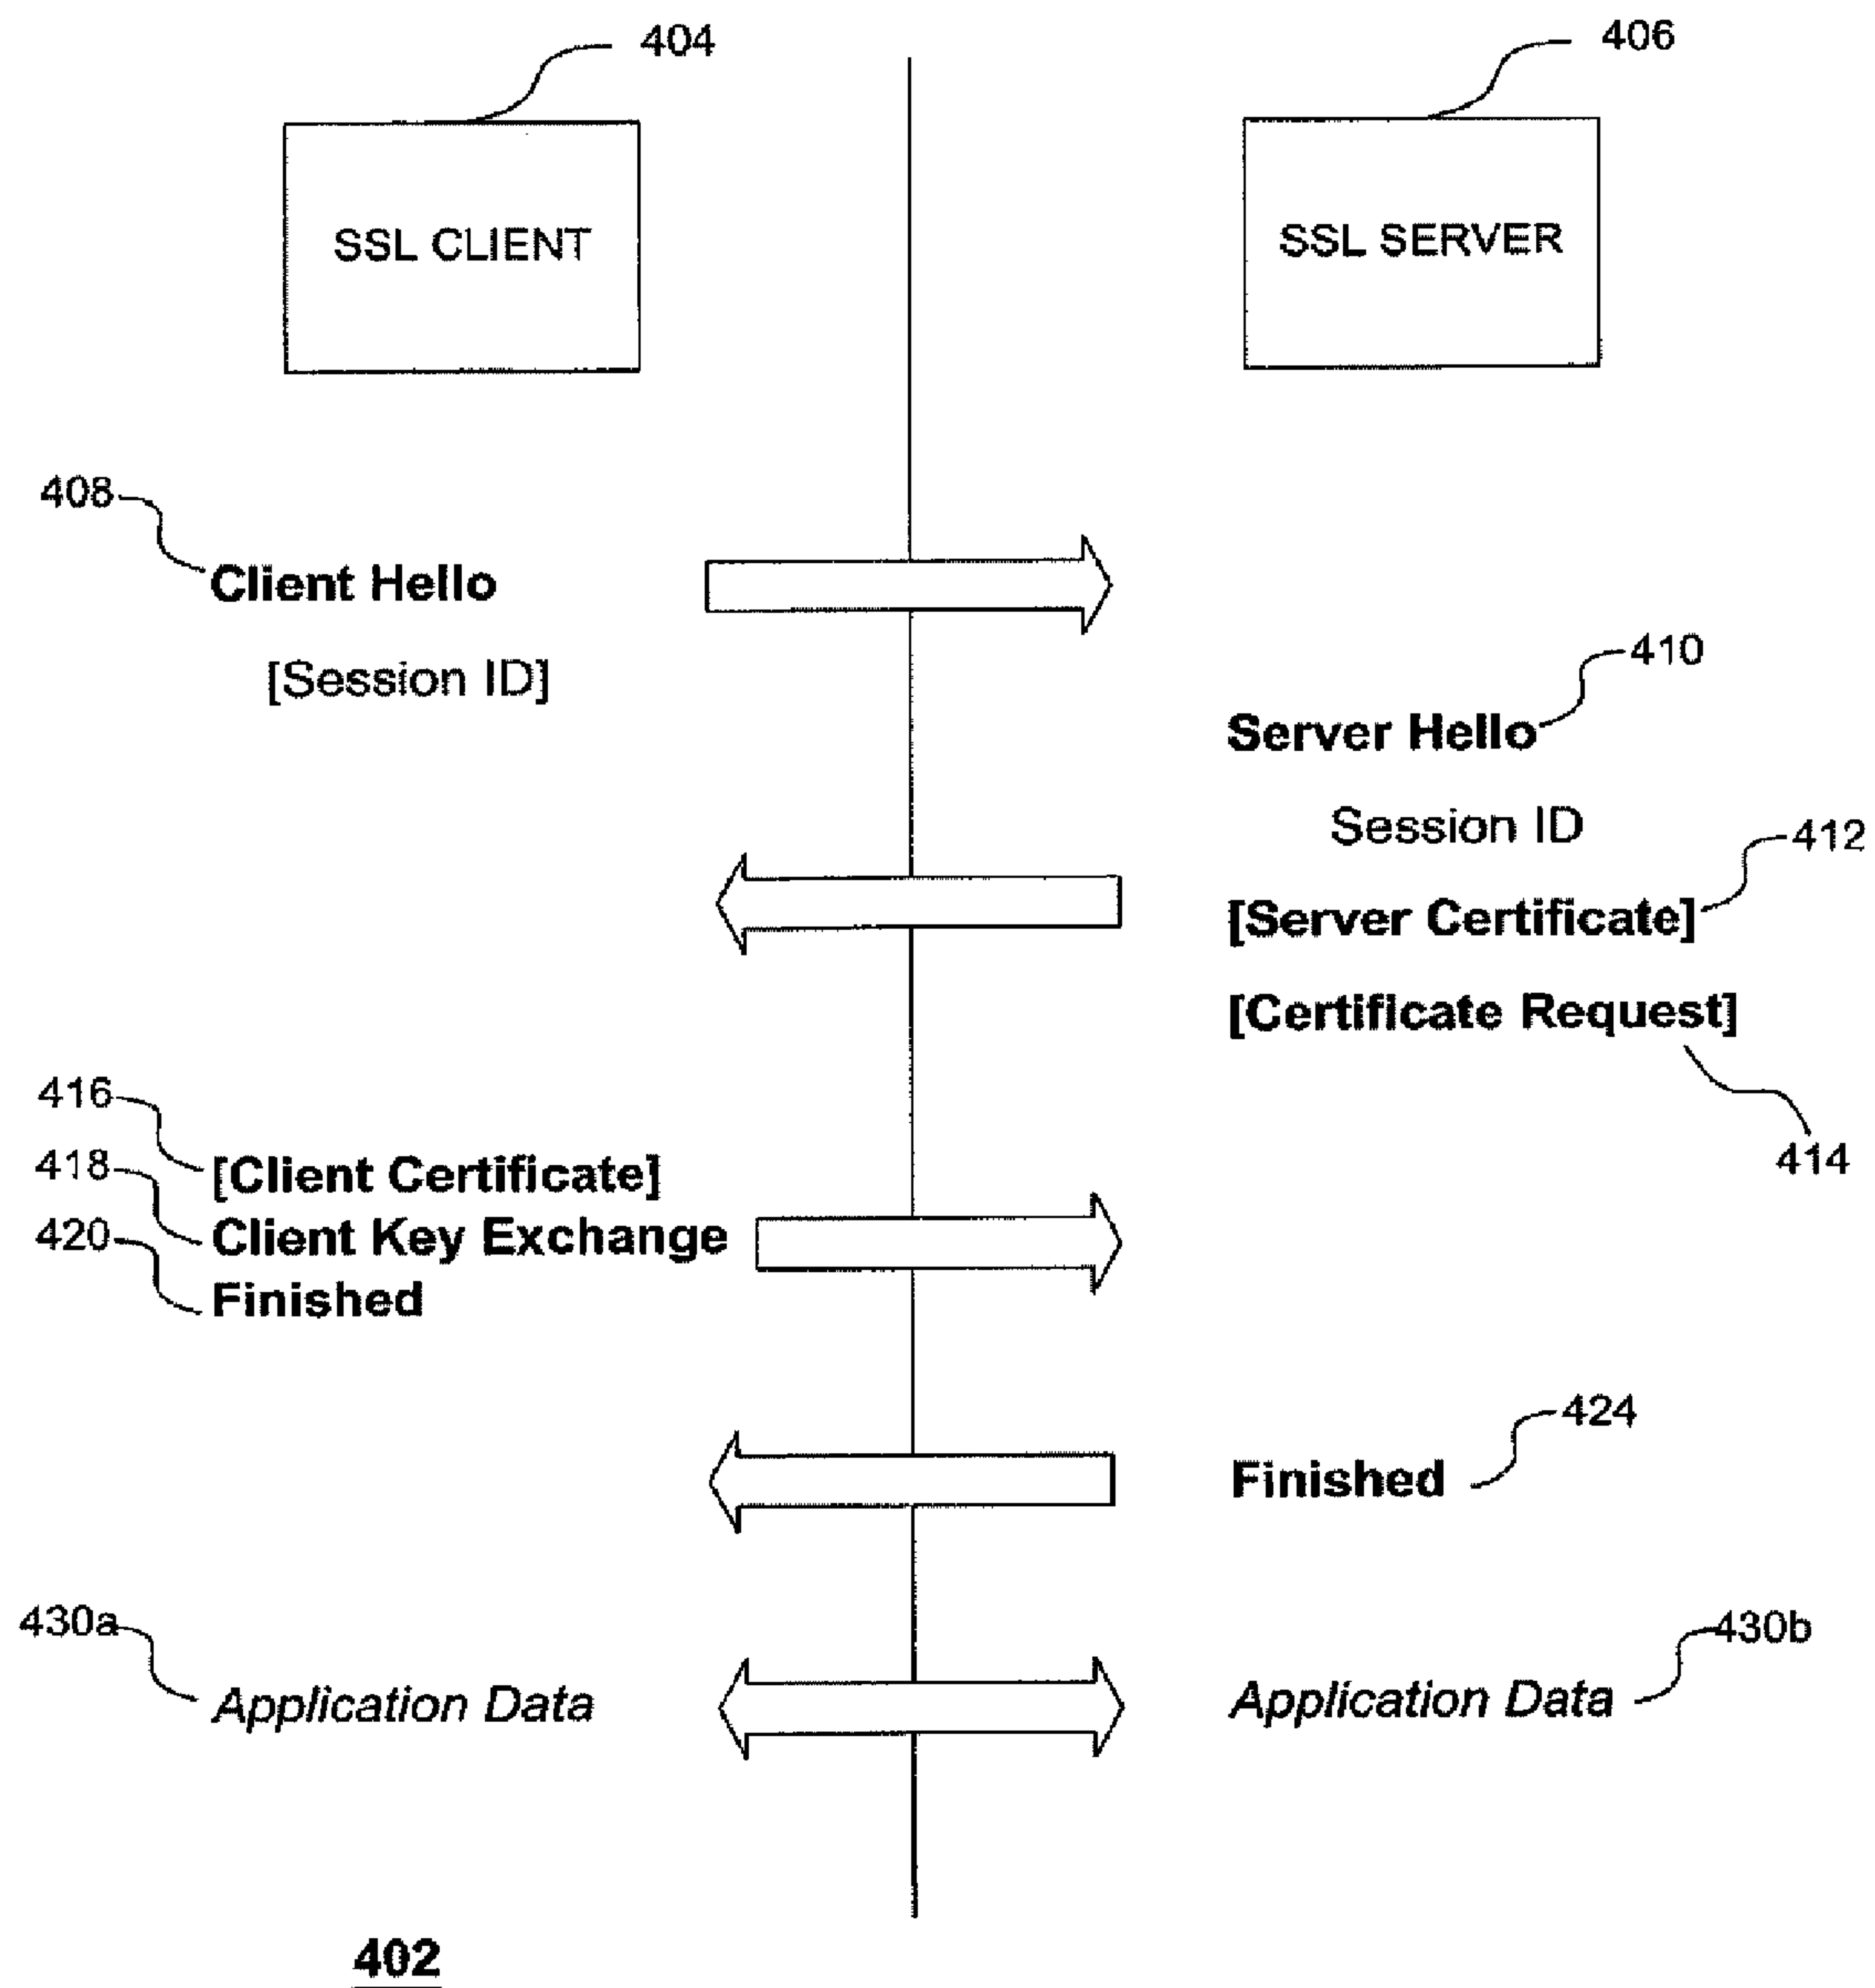 404
406
SSL CLIENT
SSL SERVER
408
Client Hello
[Session ID]
410
Server Hello
Session ID
412
[Server Certificate]
[Certificate Request]
414
416
[Client Certificate]
418
Client Key Exchange
420
Finished
424
Finished
430a
Application Data
430b
Application Data
402